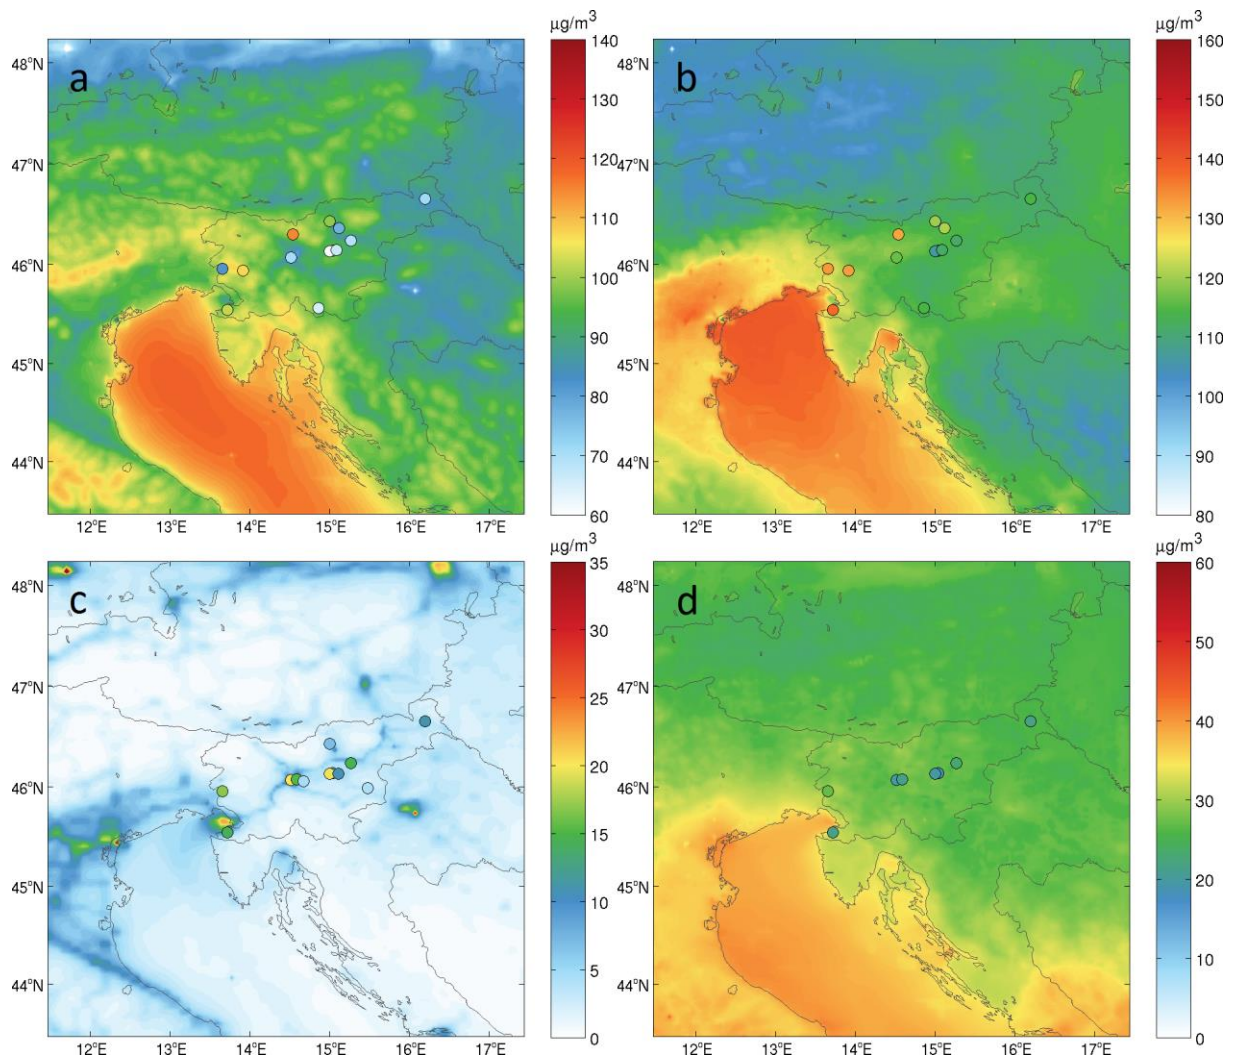 μg/m³ μg/m³
a b
48°N 140 48°N 160
130 150
47°N 120 47°N 140
110 130
46°N 100 46°N 120
90 110
45°N 80 45°N 100
70 90
44°N 60 44°N 80
12°E 13°E 14°E 15°E 16°E 17°E 12°E 13°E 14°E 15°E 16°E 17°E
μg/m³ μg/m³
c d
48°N 35 48°N 60
30 50
47°N 25 47°N 40
20
46°N 15 46°N 30
45°N 10 45°N 20
5 10
44°N 0 44°N 0
12°E 13°E 14°E 15°E 16°E 17°E 12°E 13°E 14°E 15°E 16°E 17°E